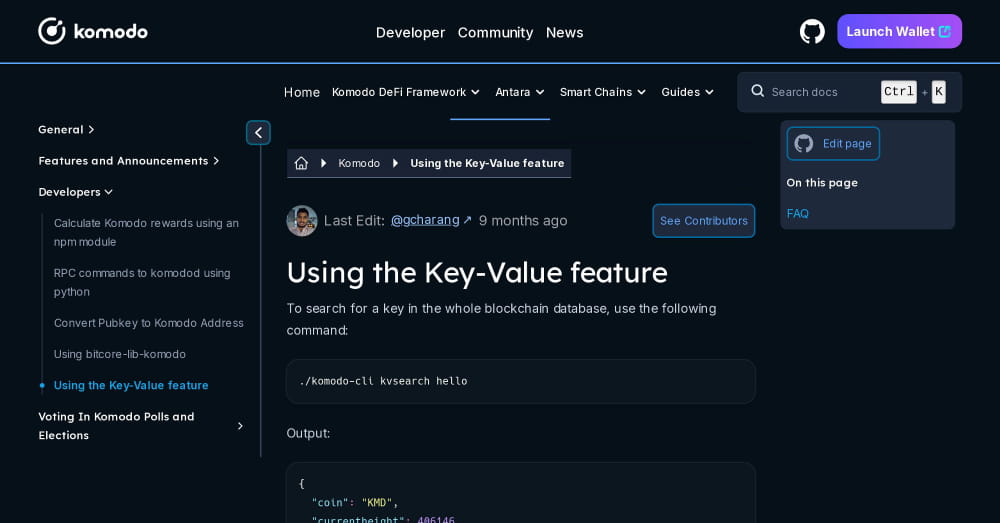 komodo
Developer Community News
Launch Wallet
Home Komodo DeFi Framework Antara Smart Chains Guides
Search docs Ctrl + K
General
Features and Announcements
Developers
Calculate Komodo rewards using an
npm module
RPC commands to komodod using
python
Convert Pubkey to Komodo Address
Using bitcore-lib-komodo
Using the Key-Value feature
Voting In Komodo Polls and
Elections
Komodo Using the Key-Value feature
Last Edit: @gcharang ↗ 9 months ago
See Contributors
Using the Key-Value feature
To search for a key in the whole blockchain database, use the following
command:
./komodo-cli kvsearch hello
Output:
{
"coin": "KMD",
"currentheight": 406146,
Edit page
On this page
FAQ